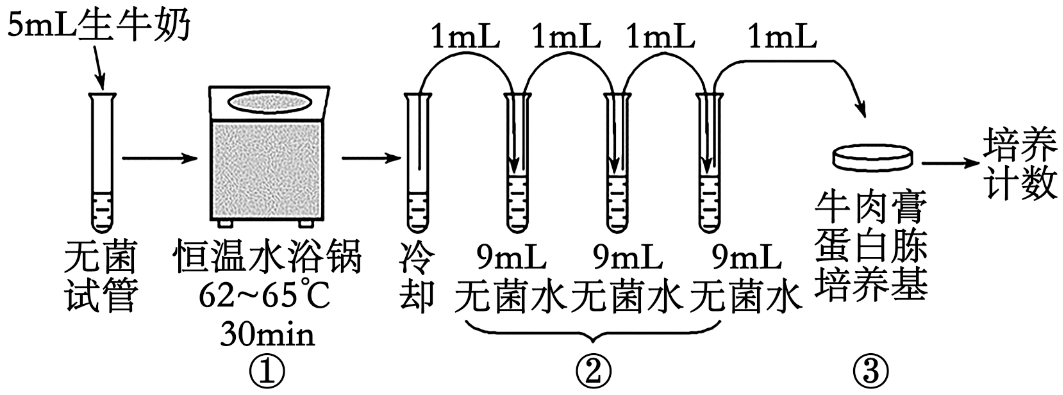 5mL生牛奶
1mL 1mL 1mL 1mL
无菌
试管
恒温水浴锅
62~65℃
30min
冷
却
9mL 9mL 9mL
无菌水 无菌水 无菌水
牛肉膏
蛋白胨
培养基
培养
计数
① ② ③